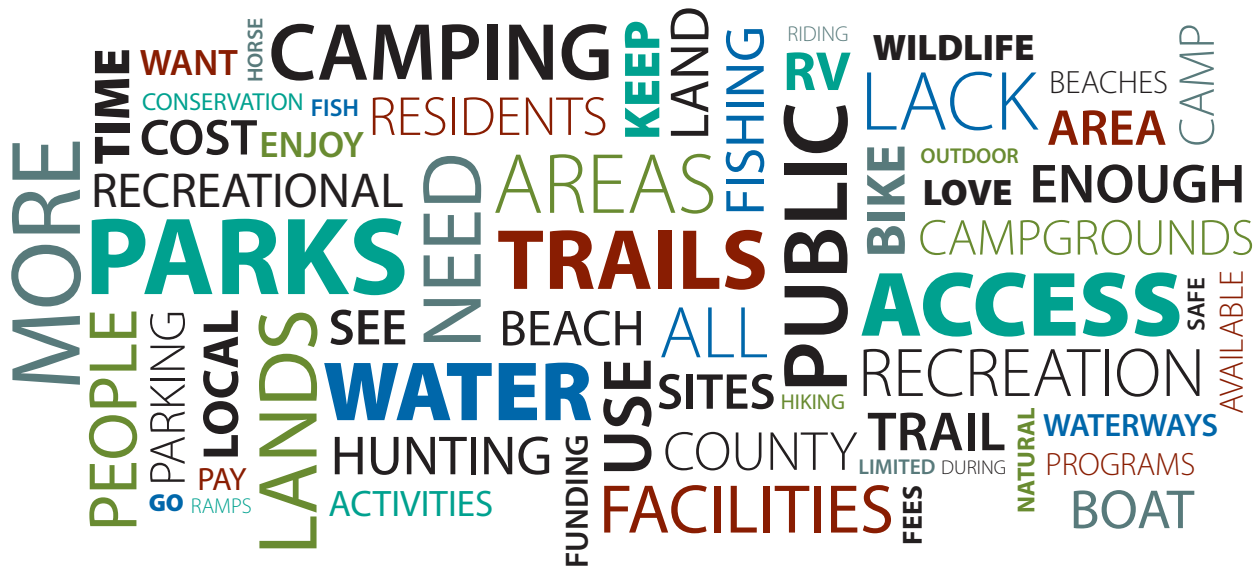 MORE
TIME
WANT
HORSE
CAMPING
KEEP
LAND
FISHING
RIDING
RV
WILDLIFE
LACK
BEACHES
CAMP
CONSERVATION
FISH
RESIDENTS
COST
ENJOY
AREA
PUBLIC
RECREATIONAL
NEED
AREAS
BIKE
OUTDOOR
LOVE
ENOUGH
PARKS
TRAILS
CAMPGROUNDS
ACCESS
SAFE
AVAILABLE
PEOPLE
PARKING
LOCAL
LANDS
SEE
BEACH
ALL
RECREATION
WATER
USE
SITES
HIKING
TRAIL
NATURAL
WATERWAYS
HUNTING
COUNTY
LIMITED
DURING
PROGRAMS
PAY
GO
RAMPS
ACTIVITIES
FUNDING
FACILITIES
FEES
BOAT